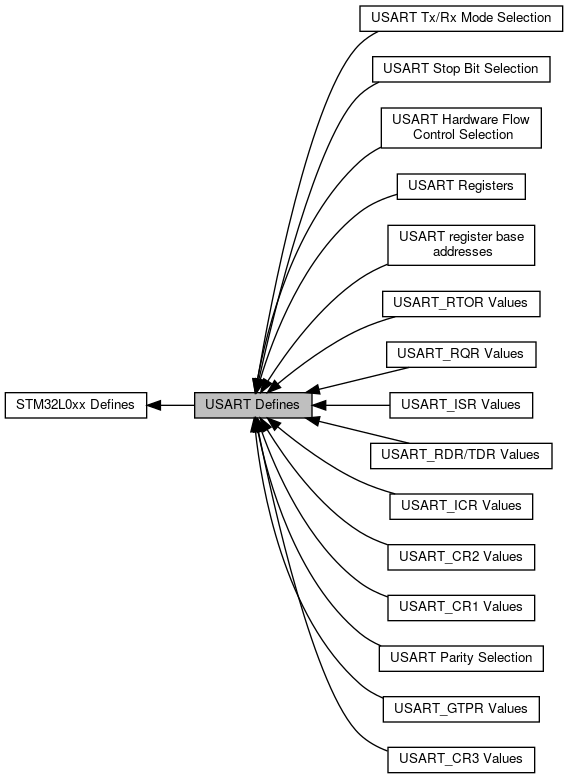 USART Tx/Rx Mode Selection
USART Stop Bit Selection
USART Hardware Flow
Control Selection
USART Registers
USART register base
addresses
USART_RTOR Values
USART_RQR Values
STM32L0xx Defines
USART Defines
USART_ISR Values
USART_RDR/TDR Values
USART_ICR Values
USART_CR2 Values
USART_CR1 Values
USART Parity Selection
USART_GTPR Values
USART_CR3 Values